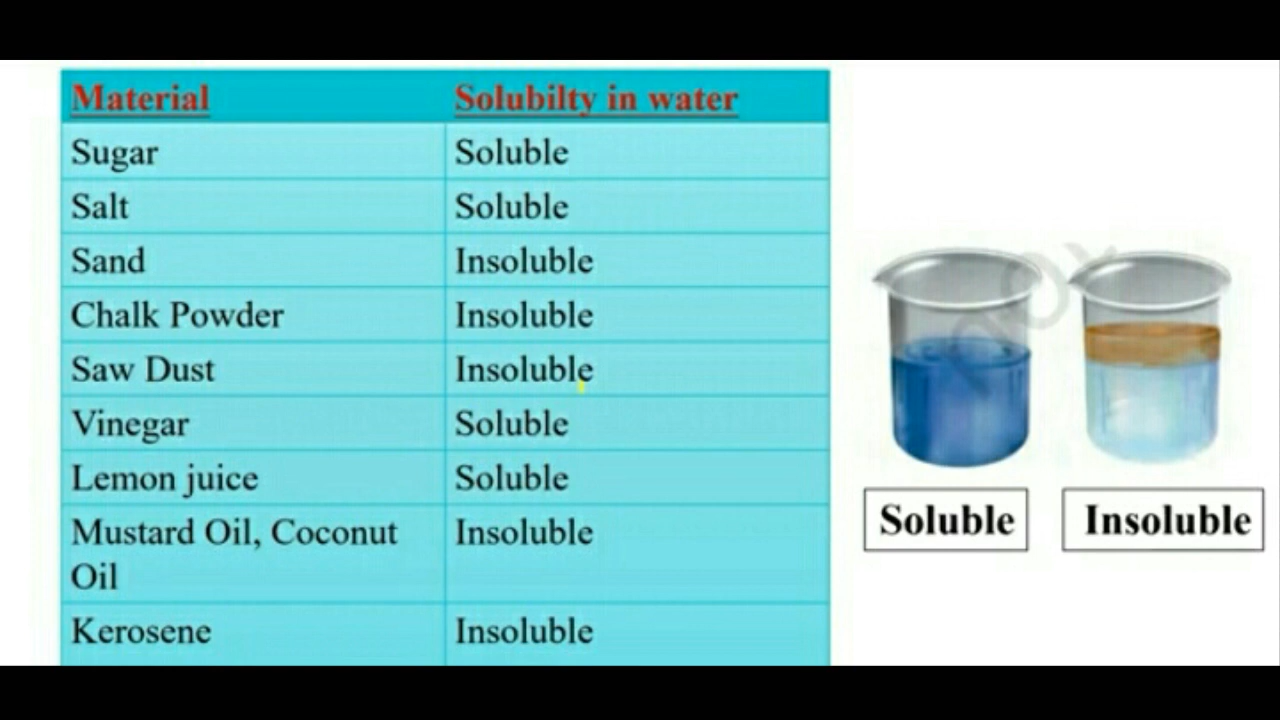 Material Solubilty in water
Sugar Soluble
Salt Soluble
Sand Insoluble
Chalk Powder Insoluble
Saw Dust Insoluble
Vinegar Soluble
Lemon juice Soluble
Mustard Oil, Coconut Insoluble
Oil
Kerosene Insoluble
Soluble Insoluble